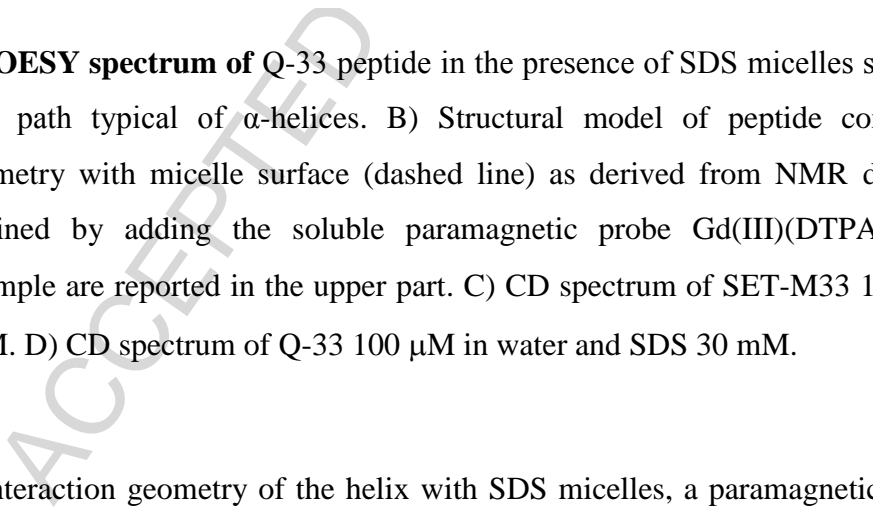 OESY spectrum of Q-33 peptide in the presence of SDS micelles s
path typical of α-helices. B) Structural model of peptide co
metry with micelle surface (dashed line) as derived from NMR d
ined by adding the soluble paramagnetic probe Gd(III)(DTPA
mple are reported in the upper part. C) CD spectrum of SET-M33 1
M. D) CD spectrum of Q-33 100 μM in water and SDS 30 mM.
nteraction geometry of the helix with SDS micelles, a paramagnetic
ACCEPTED